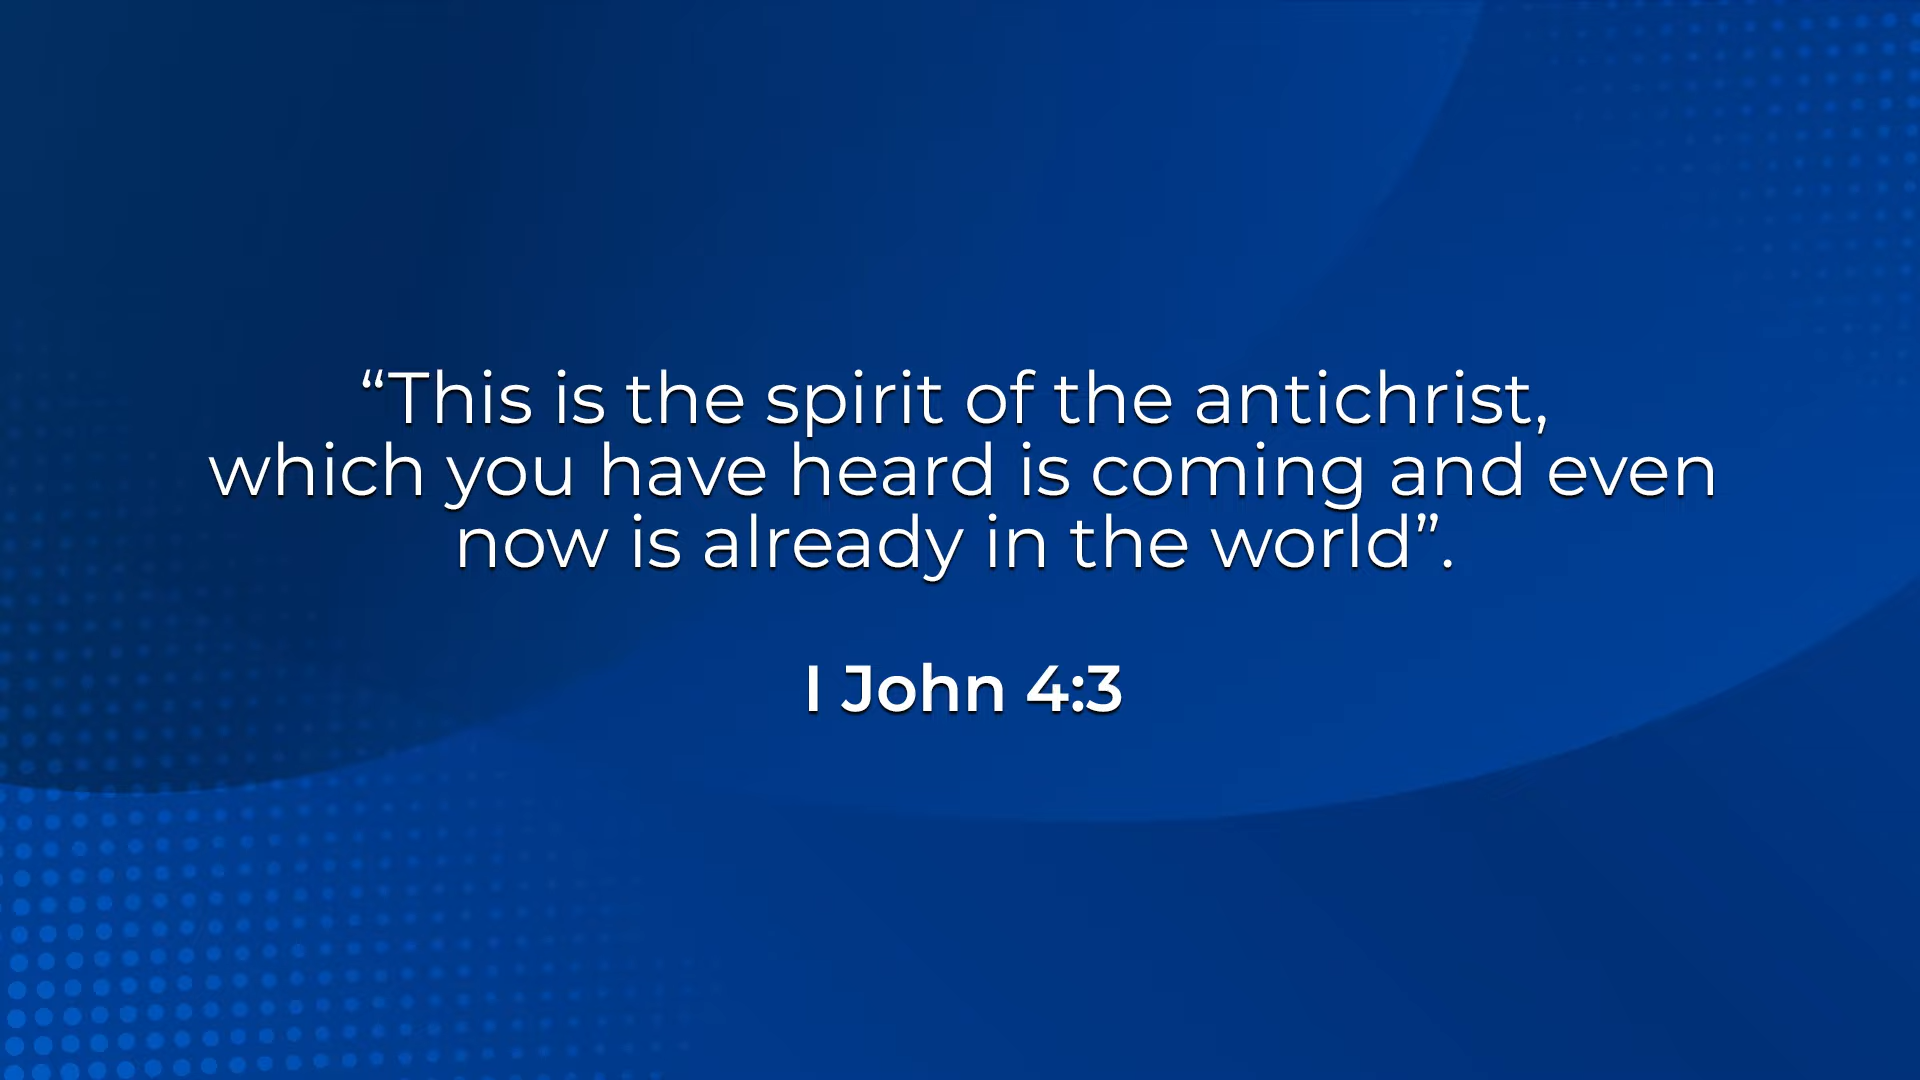 “This is the spirit of the antichrist,
which you have heard is coming and even
now is already in the world”.
I John 4:3